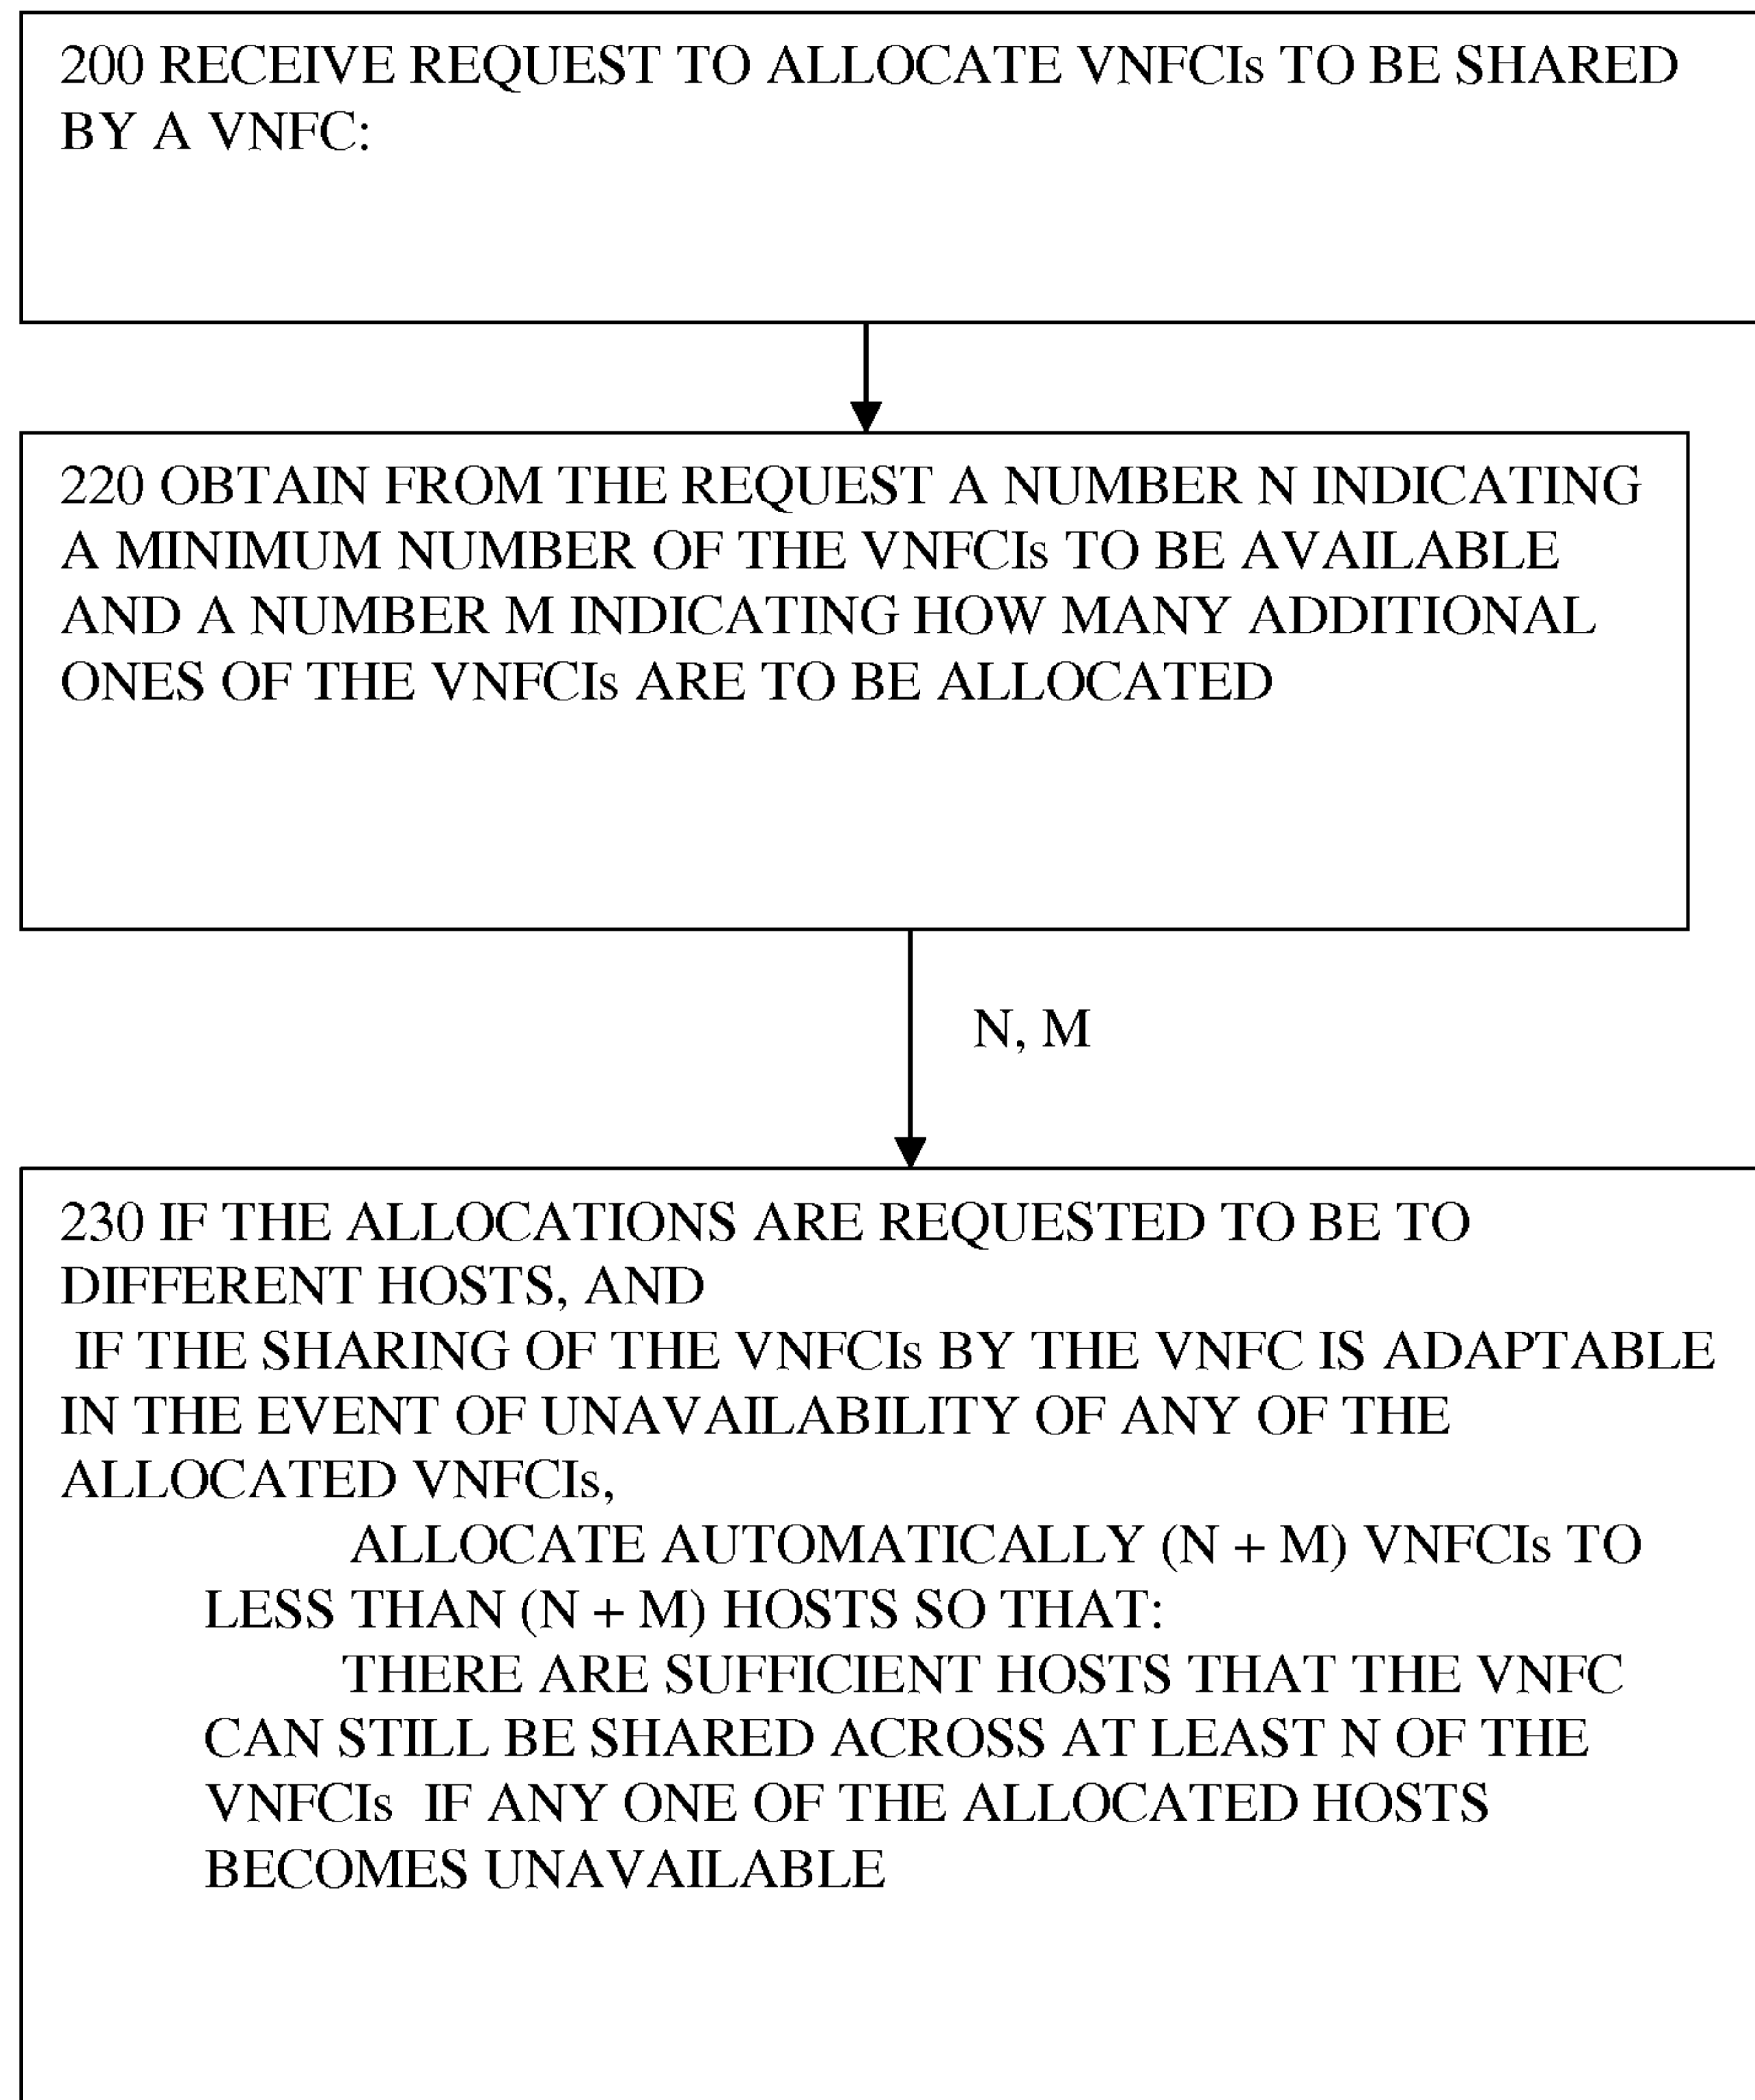 200 RECEIVE REQUEST TO ALLOCATE VNFCIs TO BE SHARED
BY A VNFC:
220 OBTAIN FROM THE REQUEST A NUMBER N INDICATING
A MINIMUM NUMBER OF THE VNFCIs TO BE AVAILABLE
AND A NUMBER M INDICATING HOW MANY ADDITIONAL
ONES OF THE VNFCIs ARE TO BE ALLOCATED
N, M
230 IF THE ALLOCATIONS ARE REQUESTED TO BE TO
DIFFERENT HOSTS, AND
IF THE SHARING OF THE VNFCIs BY THE VNFC IS ADAPTABLE
IN THE EVENT OF UNAVAILABILITY OF ANY OF THE
ALLOCATED VNFCIs,
ALLOCATE AUTOMATICALLY (N + M) VNFCIs TO
LESS THAN (N + M) HOSTS SO THAT:
THERE ARE SUFFICIENT HOSTS THAT THE VNFC
CAN STILL BE SHARED ACROSS AT LEAST N OF THE
VNFCIs IF ANY ONE OF THE ALLOCATED HOSTS
BECOMES UNAVAILABLE